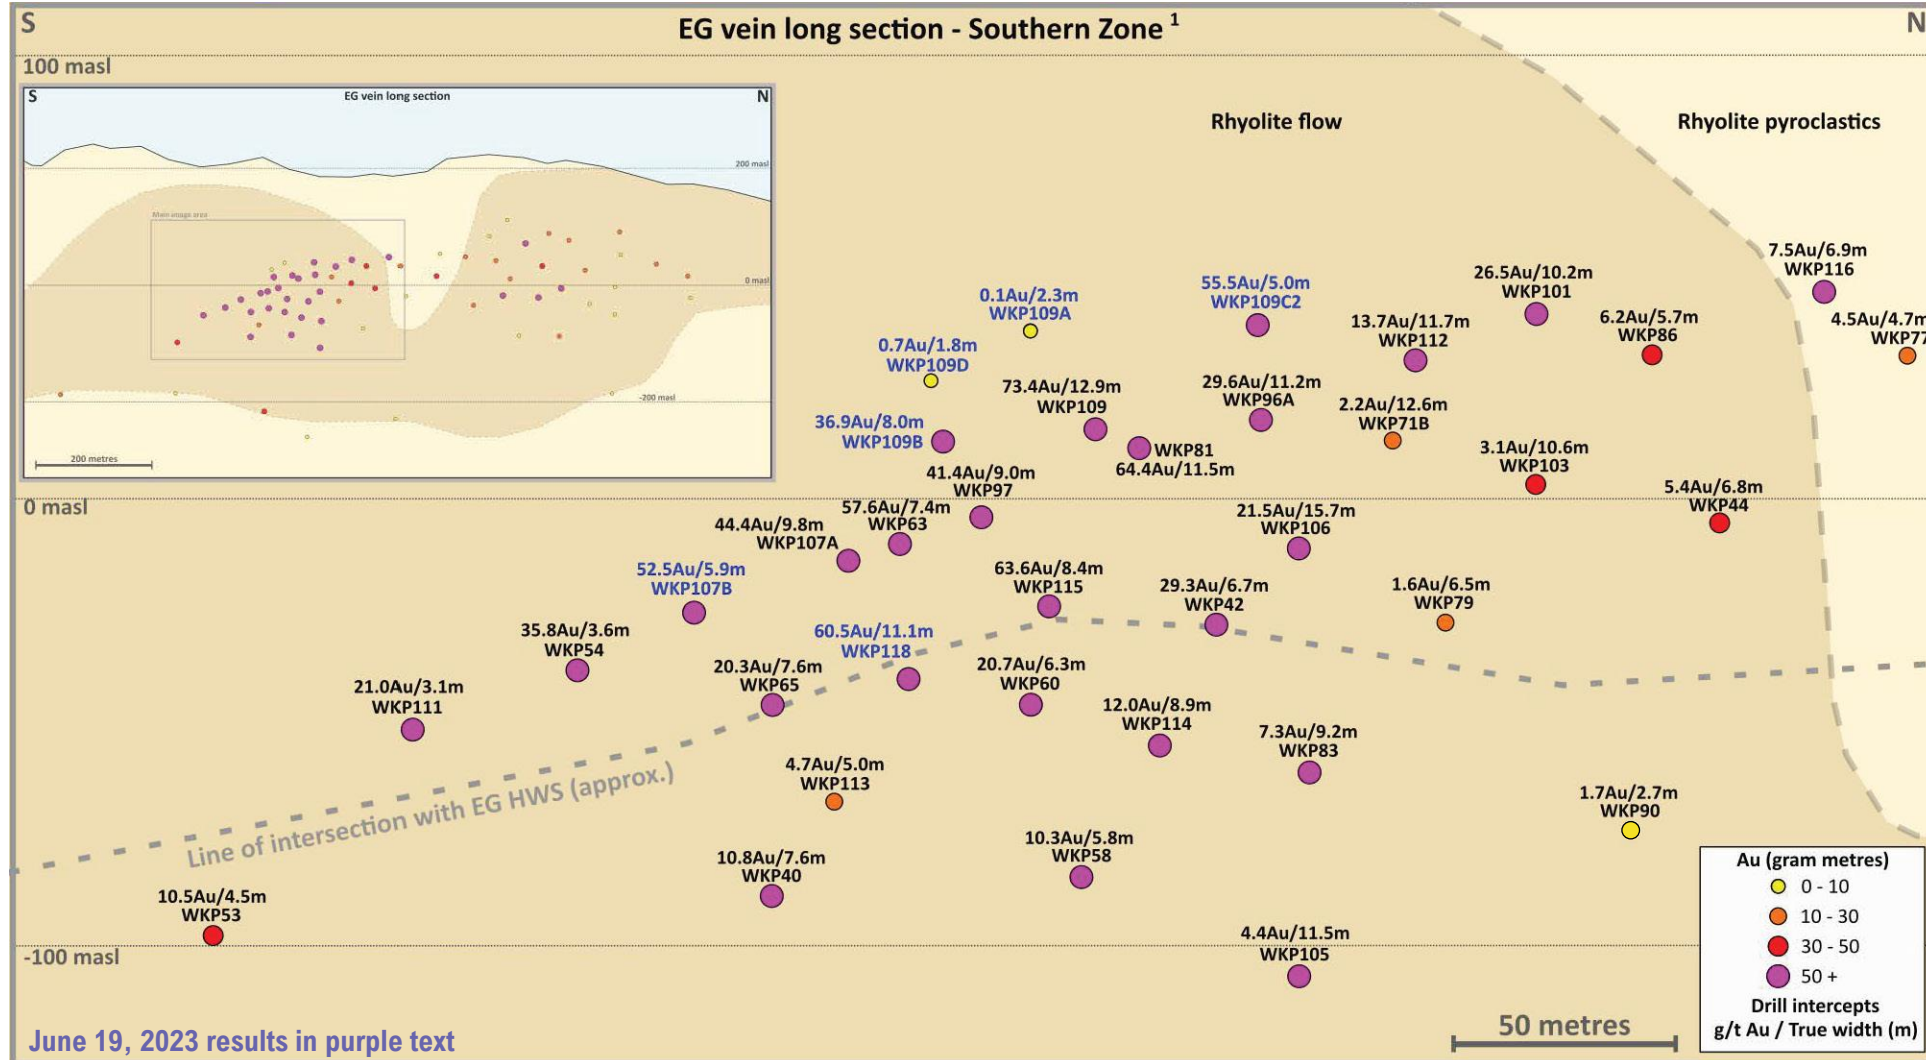 S
EG vein long section - Southern Zone 1
N
100 masl
S
EG vein long section
N
200 masl
Main image area
0 masl
-200 masl
200 metres
Rhyolite flow
Rhyolite pyroclastics
7.5Au/6.9m
WKP116
26.5Au/10.2m
WKP101
55.5Au/5.0m
WKP109C2
0.1Au/2.3m
WKP109A
6.2Au/5.7m
WKP86
4.5Au/4.7m
WKP77
13.7Au/11.7m
WKP112
0.7Au/1.8m
WKP109D
73.4Au/12.9m
WKP109
29.6Au/11.2m
WKP96A
2.2Au/12.6m
WKP71B
36.9Au/8.0m
WKP109B
WKP81
64.4Au/11.5m
3.1Au/10.6m
WKP103
41.4Au/9.0m
WKP97
5.4Au/6.8m
WKP44
0 masl
57.6Au/7.4m
WKP63
44.4Au/9.8m
WKP107A
21.5Au/15.7m
WKP106
52.5Au/5.9m
WKP107B
63.6Au/8.4m
WKP115
29.3Au/6.7m
WKP42
1.6Au/6.5m
WKP79
35.8Au/3.6m
WKP54
60.5Au/11.1m
WKP118
20.3Au/7.6m
WKP65
20.7Au/6.3m
WKP60
21.0Au/3.1m
WKP111
12.0Au/8.9m
WKP114
7.3Au/9.2m
WKP83
4.7Au/5.0m
WKP113
Line of intersection with EG HWS (approx.)
1.7Au/2.7m
WKP90
10.3Au/5.8m
WKP58
10.8Au/7.6m
WKP40
10.5Au/4.5m
WKP53
-100 masl
4.4Au/11.5m
WKP105
Au (gram metres)
0 - 10
10 - 30
30 - 50
50 +
Drill intercepts
g/t Au / True width (m)
50 metres
June 19, 2023 results in purple text